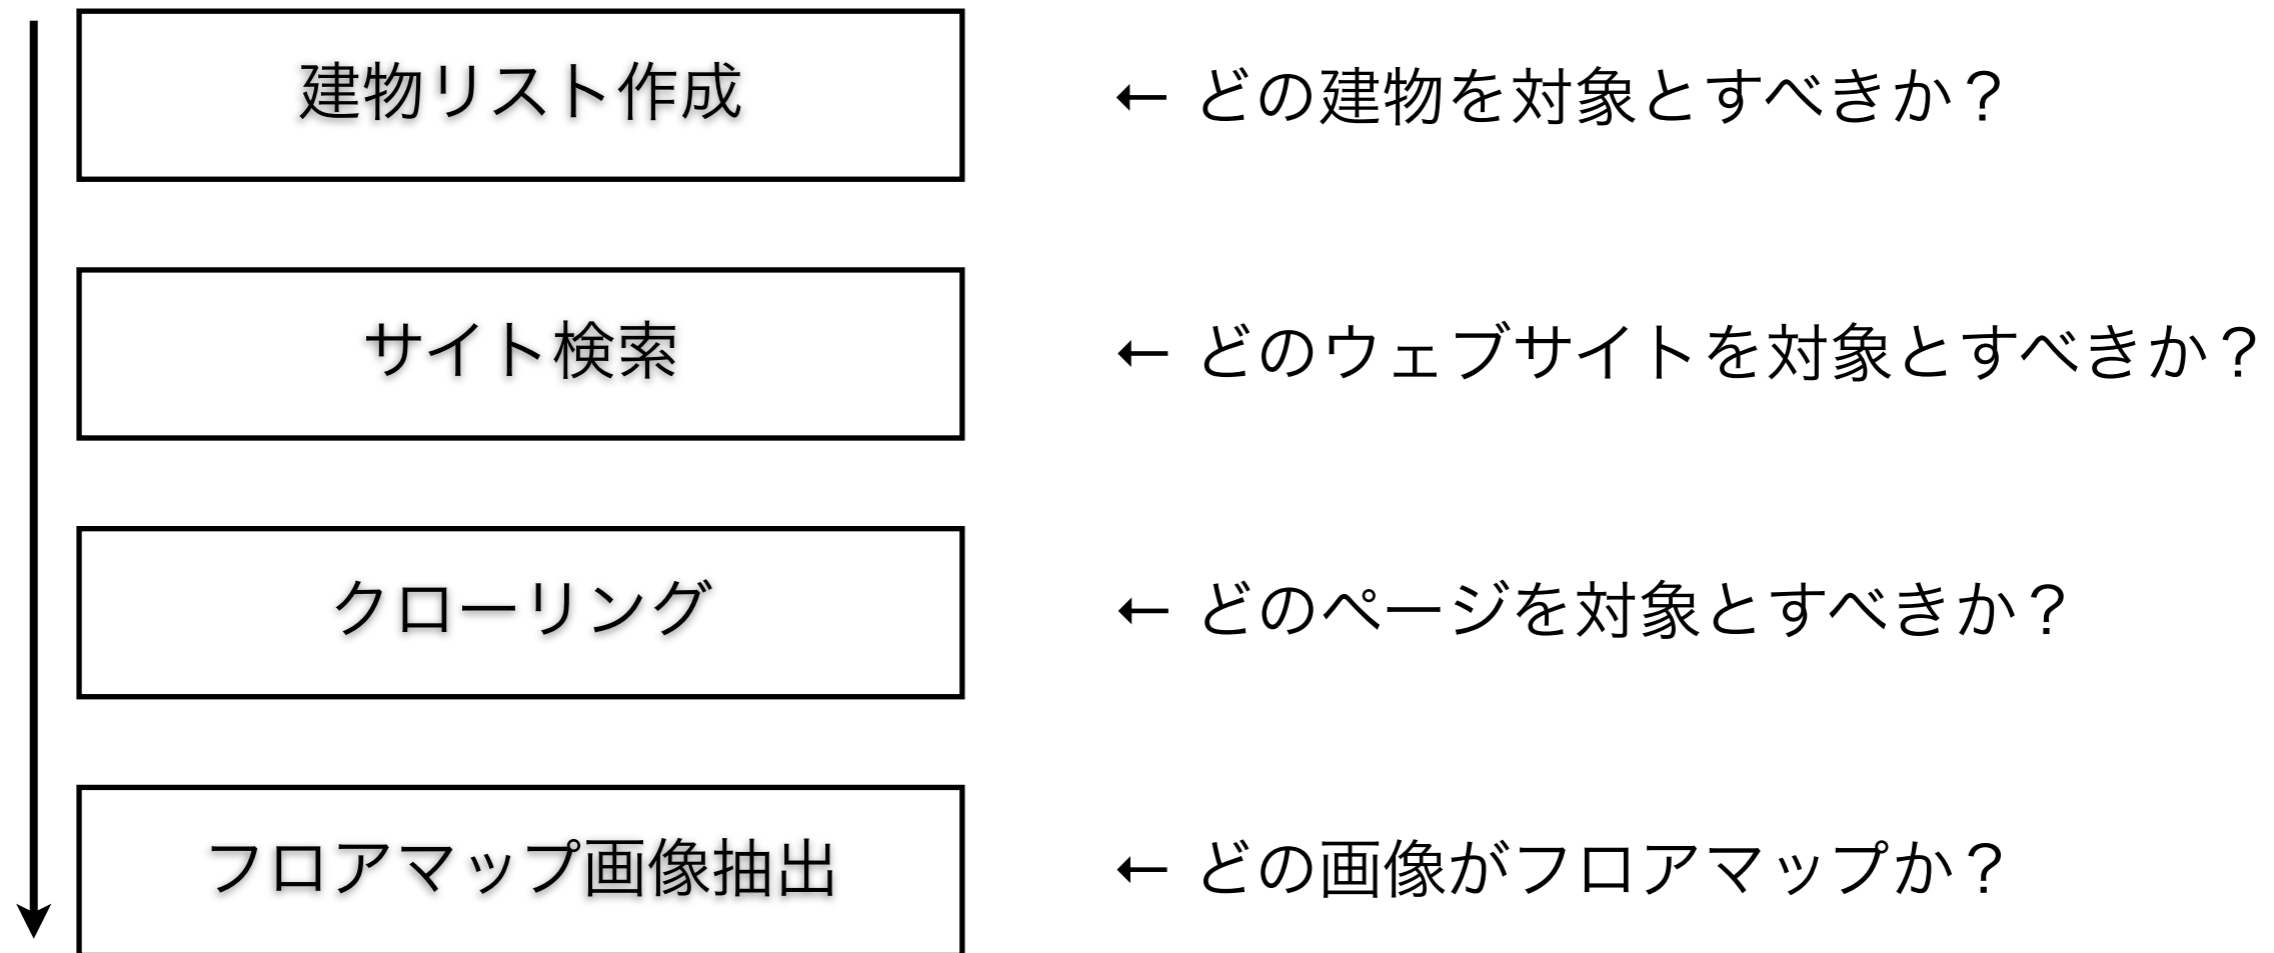 建物リスト作成
← どの建物を対象とすべきか？
サイト検索
← どのウェブサイトを対象とすべきか？
クローリング
← どのページを対象とすべきか？
フロアマップ画像抽出
← どの画像がフロアマップか？